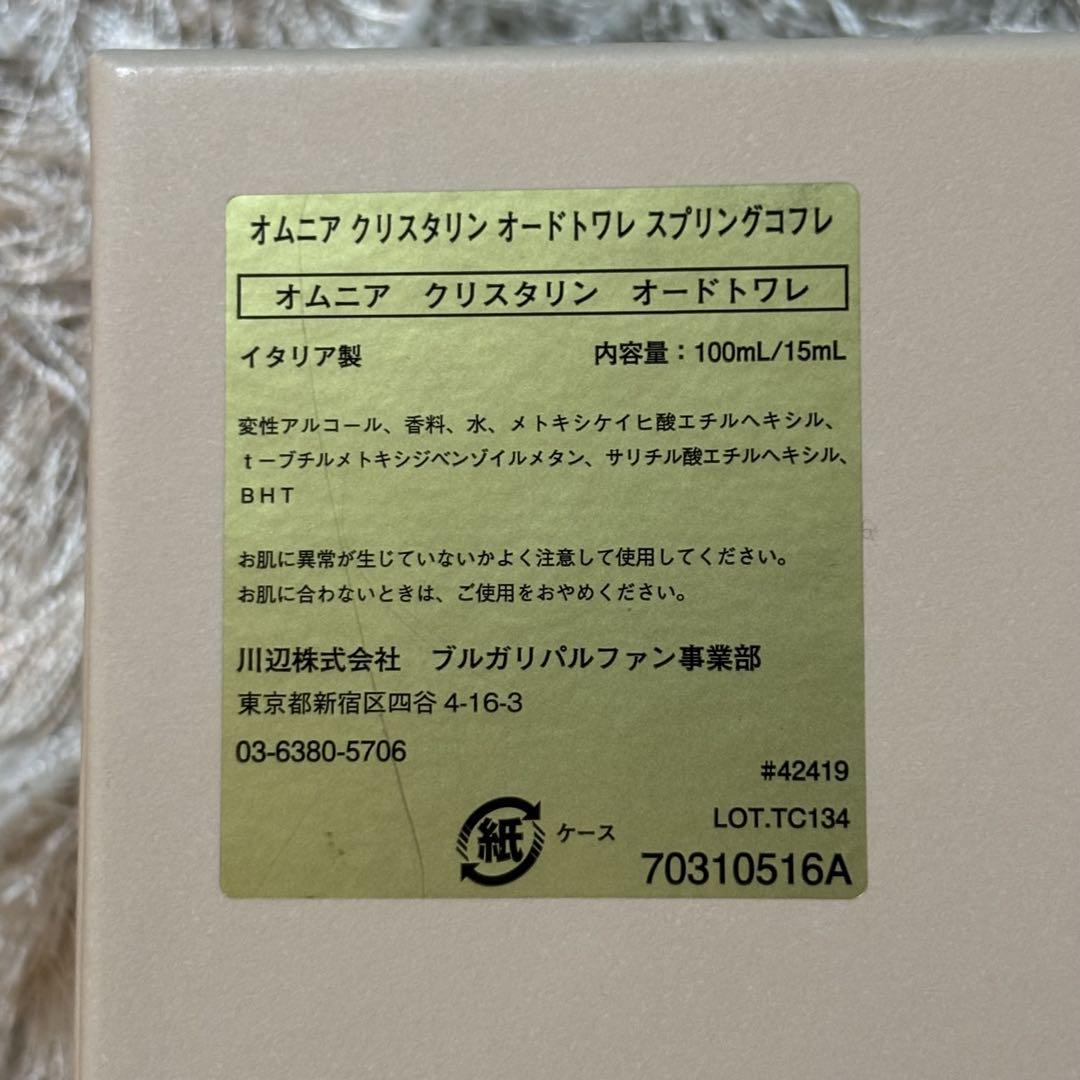 オムニア クリスタリン オードトワレ スプリングコフレ
オムニア　クリスタリン　オードトワレ
イタリア製 内容量：100mL/15mL
変性アルコール、香料、水、メトキシケイヒ酸エチルヘキシル、
t－ブチルメトキシジベンゾイルメタン、サリチル酸エチルヘキシル、
BHT
お肌に異常が生じていないかよく注意して使用してください。
お肌に合わないときは、ご使用をおやめください。
川辺株式会社　ブルガリパルファン事業部
東京都新宿区四谷 4-16-3
03-6380-5706
#42419
LOT.TC134
紙 ケース
70310516A